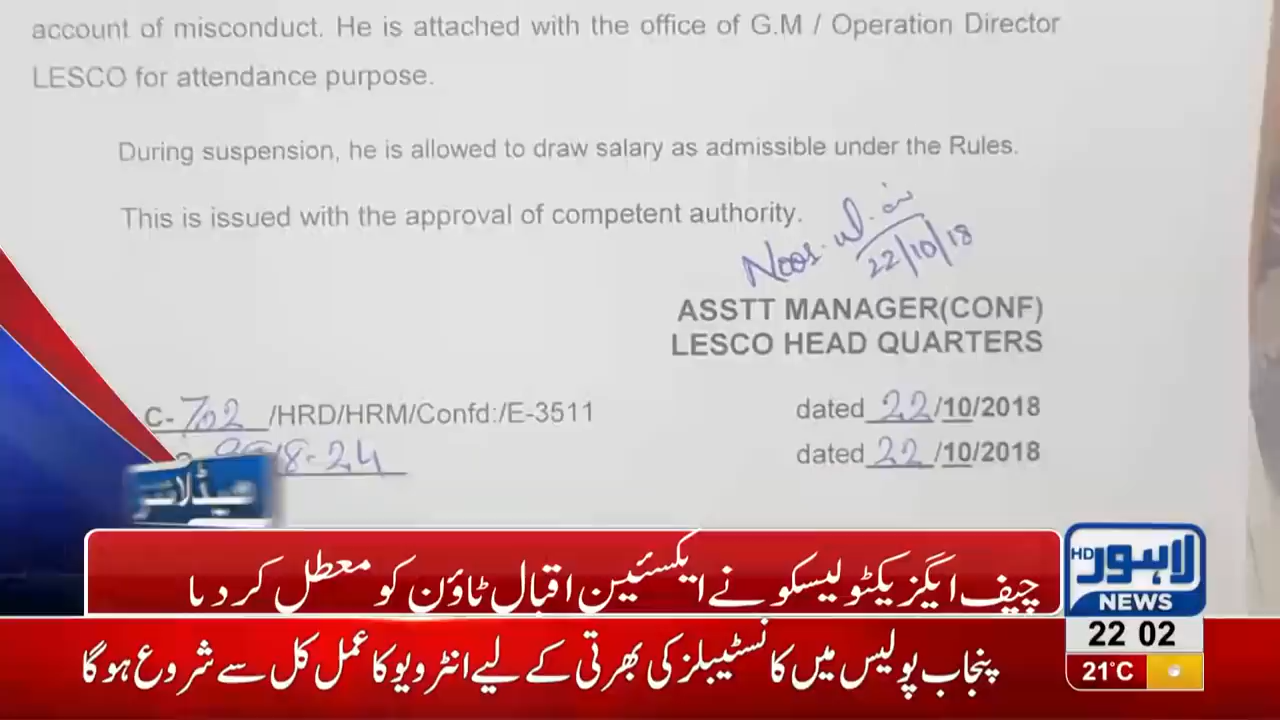 account of misconduct. He is attached with the office of G.M / Operation Director
LESCO for attendance purpose.
During suspension, he is allowed to draw salary as admissible under the Rules.
This is issued with the approval of competent authority.
22/10/18
ASSTT MANAGER(CONF)
LESCO HEAD QUARTERS
C-702/HRD/HRM/Confd:/E-3511 dated 22/10/2018
18-24 dated 22/10/2018
ہیڈلائنز
چیف ایگزیکٹو لیسکو نے ایکسئین اقبال ٹاؤن کو معطل کر دیا
HD لاہور
NEWS
22 02
پنجاب پولیس میں کانسٹیبلز کی بھرتی کے لیے انٹرویو کا عمل کل سے شروع ہوگا
21°C